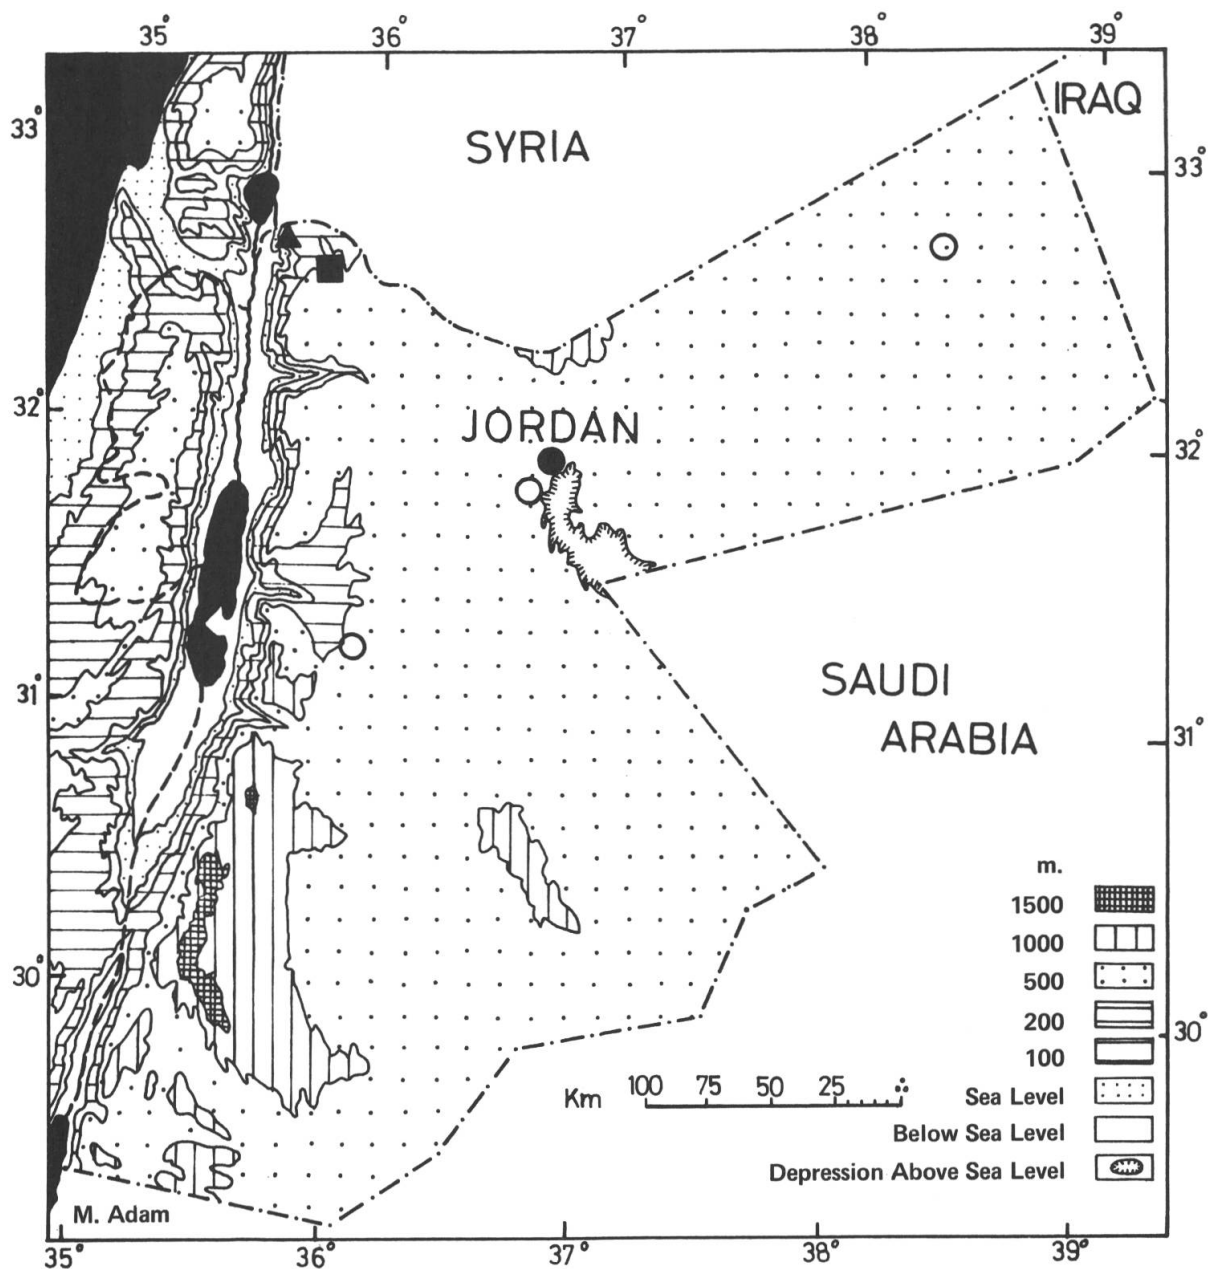 35°
36°
37°
38°
39°
33°
IRAQ
SYRIA
33°
32°
JORDAN
32°
31°
SAUDI
ARABIA
31°
m.
1500
1000
30°
500
200
30°
100
Km 100 75 50 25
Sea Level
Below Sea Level
Depression Above Sea Level
M. Adam
35°
36°
37°
38°
39°